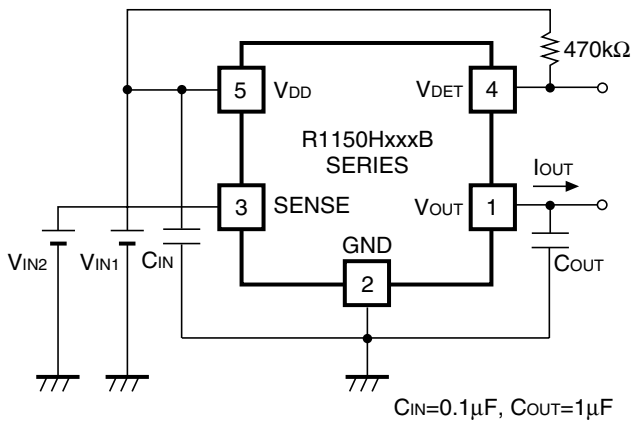 470kΩ
5 VDD
VDET 4
R1150HxxxB
SERIES
IOUT
3 SENSE
VOUT 1
GND
2
VIN2
VIN1
CIN
COUT
CIN=0.1μF, COUT=1μF